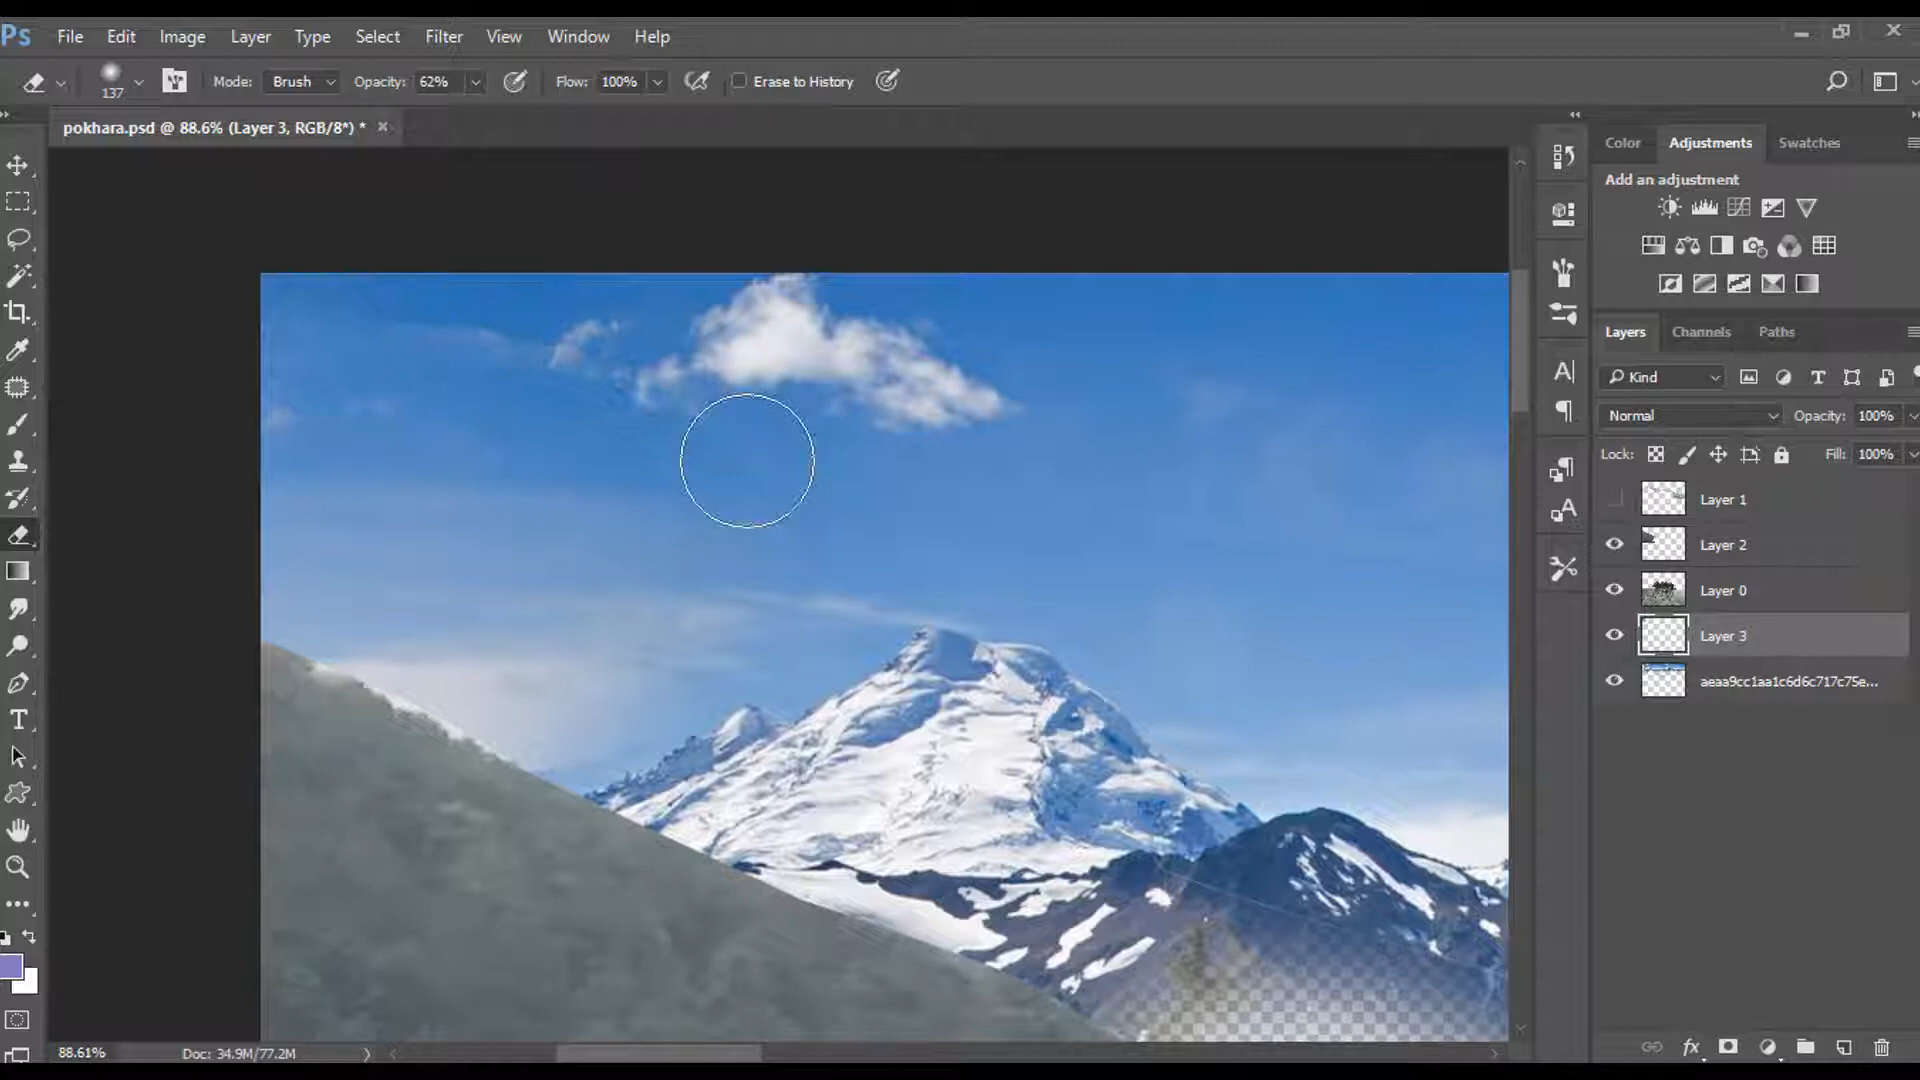 Ps File Edit Image Layer Type Select Filter View Window Help
137 Mode: Brush Opacity: 62% Flow: 100% Erase to History
pokhara.psd @ 88.6% (Layer 3, RGB/8*) *
Color Adjustments Swatches
Add an adjustment
Layers Channels Paths
Kind
Normal Opacity: 100%
Lock: Fill: 100%
Layer 1
Layer 2
Layer 0
Layer 3
aeaa9cc1aa1c6d6c717c75e...
88.61% Doc: 34.9M/77.2M